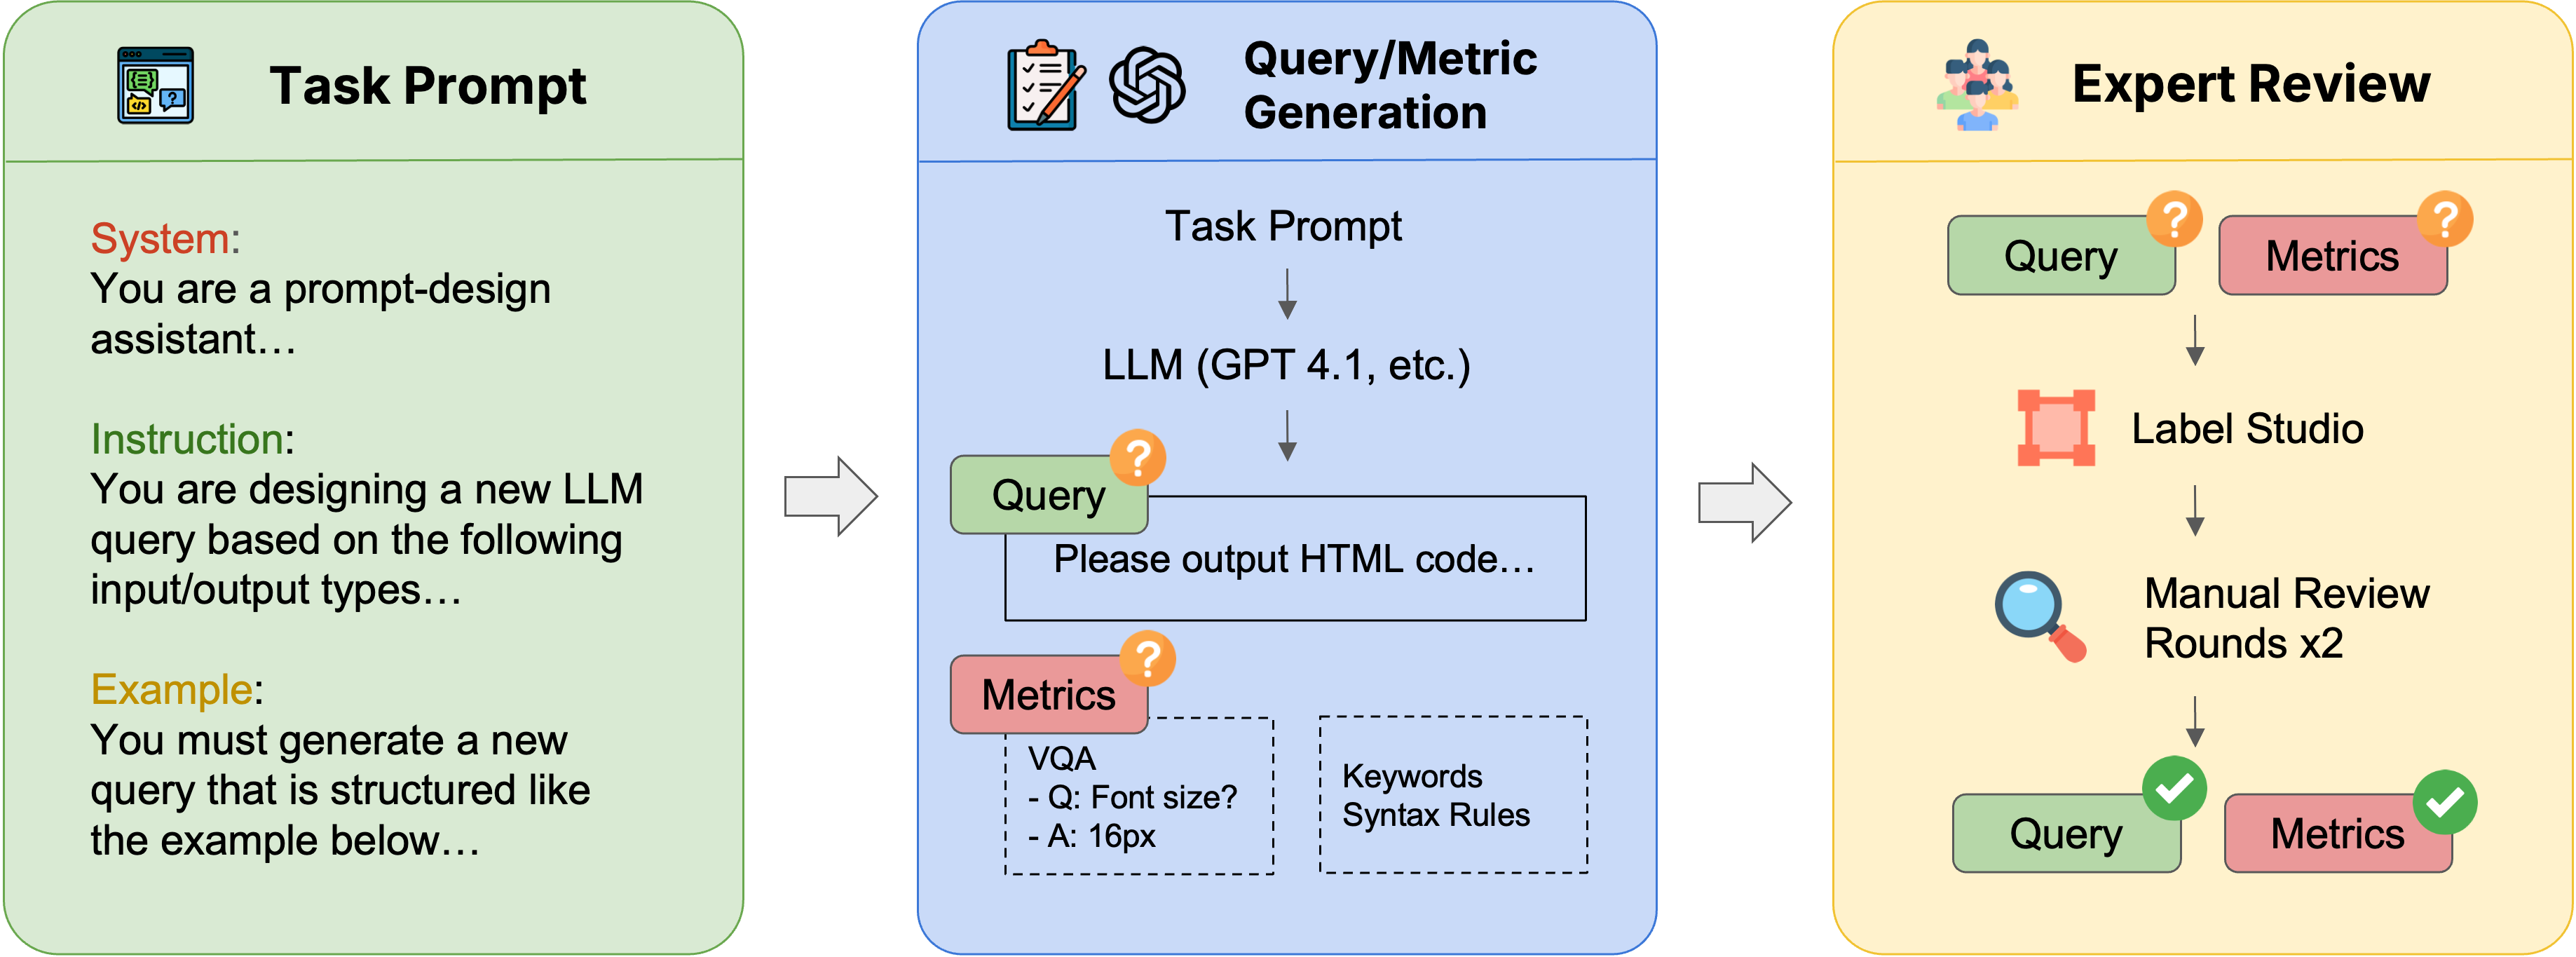 Task Prompt
System:
You are a prompt-design
assistant…
Instruction:
You are designing a new LLM
query based on the following
input/output types…
Example:
You must generate a new
query that is structured like
the example below…
Query/Metric
Generation
Task Prompt
LLM (GPT 4.1, etc.)
Query
?
Please output HTML code…
Metrics
?
VQA
- Q: Font size?
- A: 16px
Keywords
Syntax Rules
Expert Review
Query
?
Metrics
?
Label Studio
Manual Review
Rounds x2
Query
Metrics